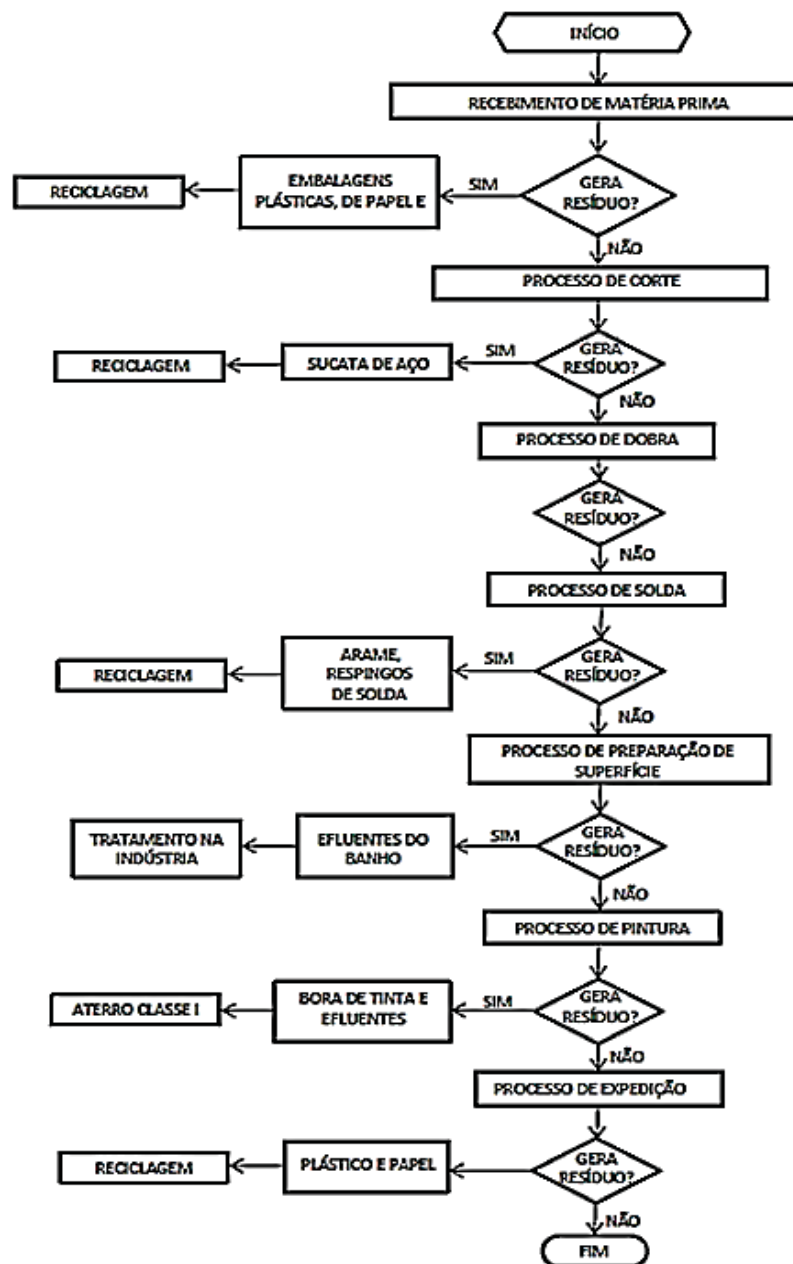 INÍCIO
RECEBIMENTO DE MATÉRIA PRIMA
GERA
RESÍDUO?
SIM
EMBALAGENS
PLÁSTICAS, DE PAPEL E
RECICLAGEM
NÃO
PROCESSO DE CORTE
GERA
RESÍDUO?
SIM
SUCATA DE AÇO
RECICLAGEM
NÃO
PROCESSO DE DOBRA
GERA
RESÍDUO?
NÃO
PROCESSO DE SOLDA
GERA
RESÍDUO?
SIM
ARAME,
RESPINGOS
DE SOLDA
RECICLAGEM
NÃO
PROCESSO DE PREPARAÇÃO DE
SUPERFÍCIE
GERA
RESÍDUO?
SIM
EFLUENTES DO
BANHO
TRATAMENTO NA
INDÚSTRIA
NÃO
PROCESSO DE PINTURA
GERA
RESÍDUO?
SIM
BORA DE TINTA E
EFLUENTES
ATERRO CLASSE I
NÃO
PROCESSO DE EXPEDIÇÃO
GERA
RESÍDUO?
PLÁSTICO E PAPEL
RECICLAGEM
NÃO
FIM